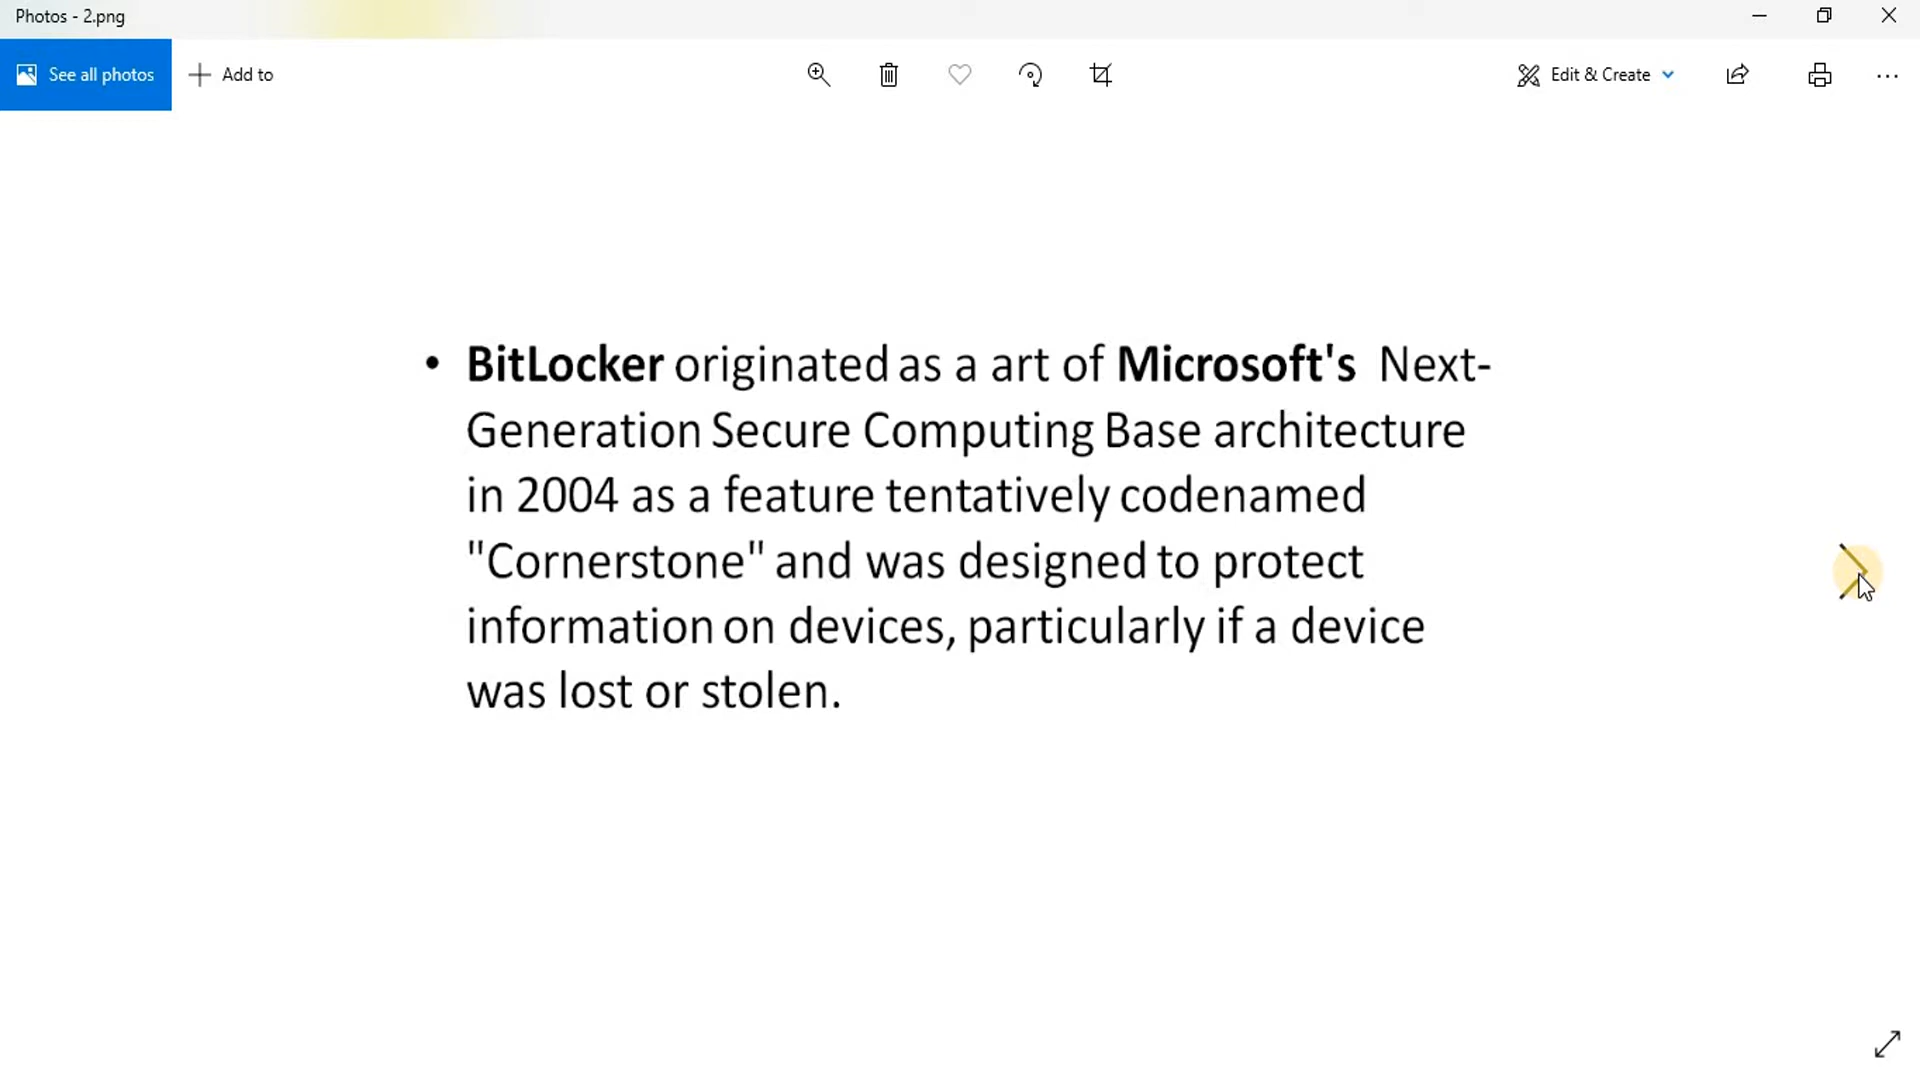 Photos - 2.png
See all photos
Add to
Edit & Create
• BitLocker originated as a art of Microsoft's Next-
Generation Secure Computing Base architecture
in 2004 as a feature tentatively codenamed
"Cornerstone" and was designed to protect
information on devices, particularly if a device
was lost or stolen.